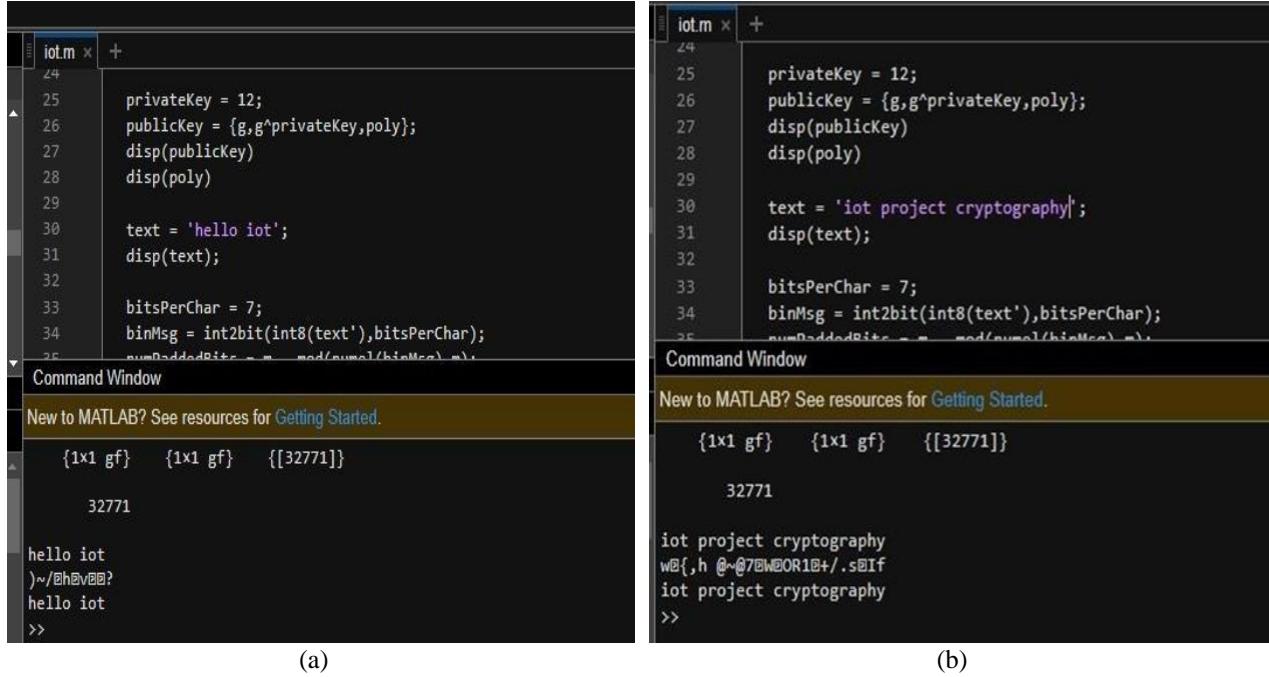 iot.m × +
24
25 privateKey = 12;
26 publicKey = {g,g^privateKey,poly};
27 disp(publicKey)
28 disp(poly)
29
30 text = 'hello iot';
31 disp(text);
32
33 bitsPerChar = 7;
34 binMsg = int2bit(int8(text'),bitsPerChar);
Command Window
New to MATLAB? See resources for Getting Started.
{1×1 gf} {1×1 gf} {[32771]}
32771
hello iot
hello iot
>>
(a)
iot.m × +
24
25 privateKey = 12;
26 publicKey = {g,g^privateKey,poly};
27 disp(publicKey)
28 disp(poly)
29
30 text = 'iot project cryptography';
31 disp(text);
32
33 bitsPerChar = 7;
34 binMsg = int2bit(int8(text'),bitsPerChar);
Command Window
New to MATLAB? See resources for Getting Started.
{1×1 gf} {1×1 gf} {[32771]}
32771
iot project cryptography
iot project cryptography
>>
(b)